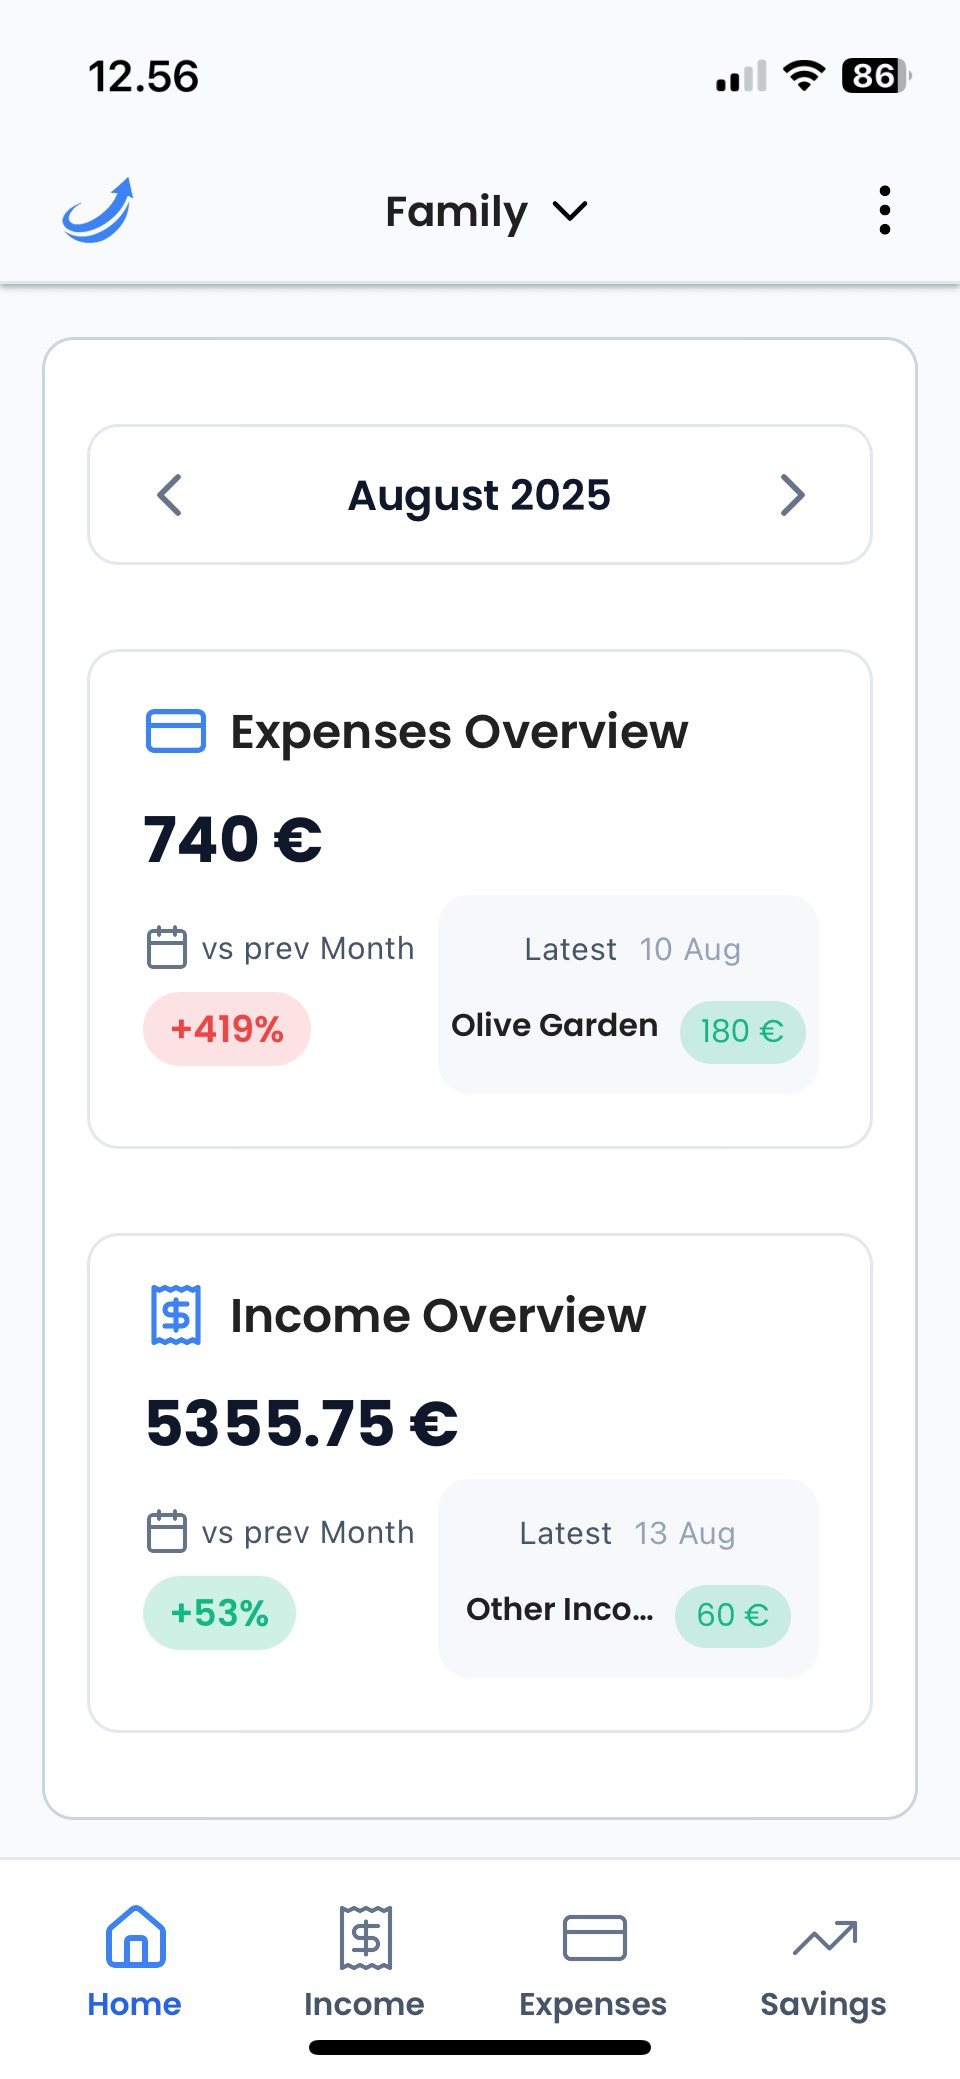 12.56
86
Family
August 2025
Expenses Overview
740 €
vs prev Month
+419%
Latest 10 Aug
Olive Garden 180 €
Income Overview
5355.75 €
vs prev Month
+53%
Latest 13 Aug
Other Inco... 60 €
Home Income Expenses Savings